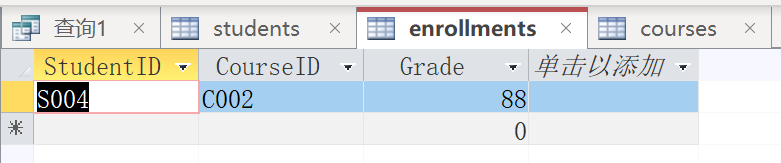 查询1 students enrollments courses
StudentID CourseID Grade 单击以添加
S004 C002 88
0